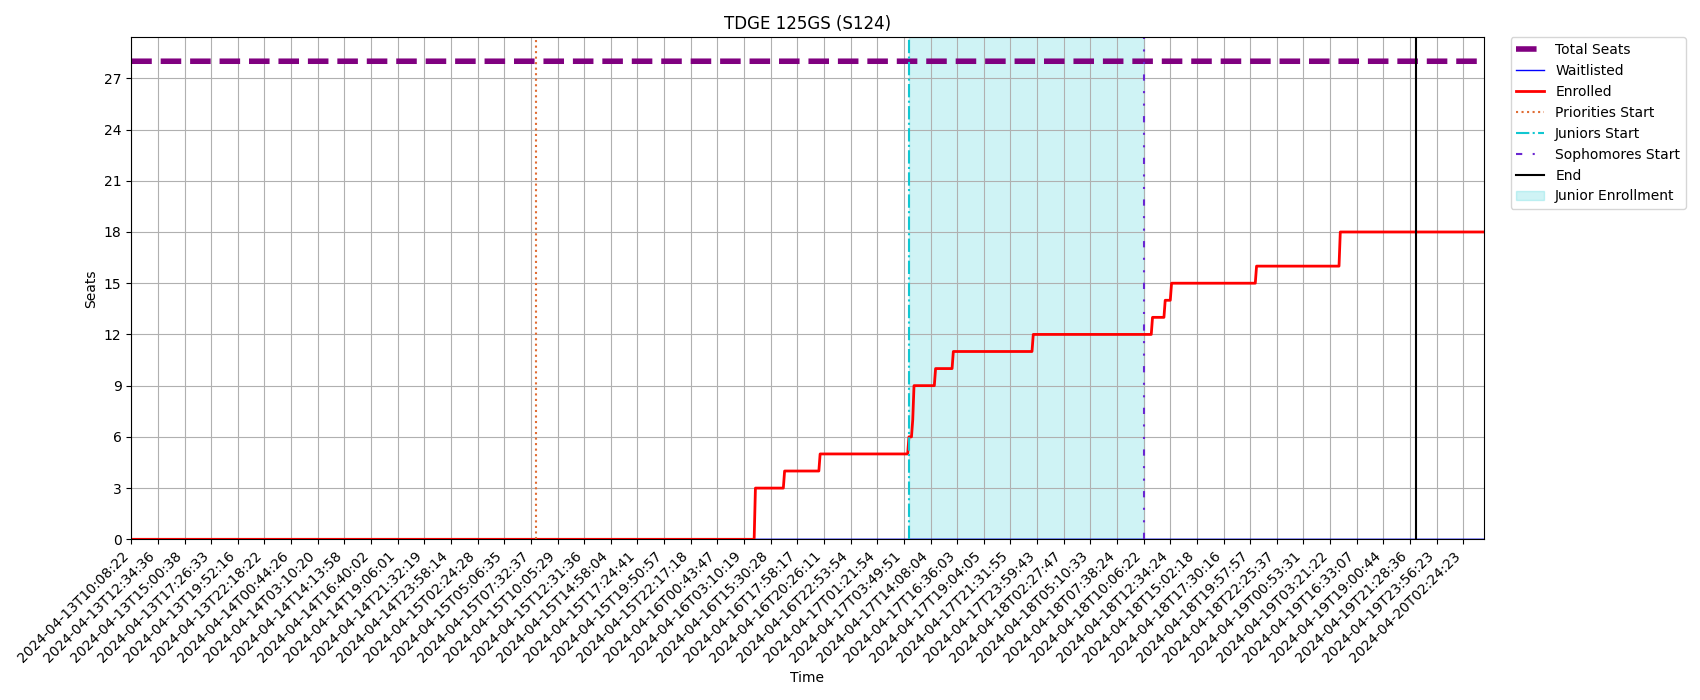 TDGE 125GS (S124)
Total Seats
Waitlisted
Enrolled
Priorities Start
Juniors Start
Sophomores Start
End
Junior Enrollment
Seats
27
24
21
18
15
12
9
6
3
0
2024-04-13T10:08:22
2024-04-13T12:34:36
2024-04-13T15:00:38
2024-04-13T17:26:33
2024-04-13T19:52:16
2024-04-13T22:18:22
2024-04-14T00:44:26
2024-04-14T03:10:20
2024-04-14T14:13:58
2024-04-14T16:40:02
2024-04-14T19:06:01
2024-04-14T21:32:19
2024-04-14T23:58:14
2024-04-15T02:24:28
2024-04-15T05:06:35
2024-04-15T07:32:37
2024-04-15T10:05:29
2024-04-15T12:31:36
2024-04-15T14:58:04
2024-04-15T17:24:41
2024-04-15T19:50:57
2024-04-15T22:17:18
2024-04-16T00:43:47
2024-04-16T03:10:19
2024-04-16T15:30:28
2024-04-16T17:58:17
2024-04-16T20:26:11
2024-04-16T22:53:54
2024-04-17T01:21:54
2024-04-17T03:49:51
2024-04-17T14:08:04
2024-04-17T16:36:03
2024-04-17T19:04:05
2024-04-17T21:31:55
2024-04-17T23:59:43
2024-04-18T02:27:47
2024-04-18T05:10:33
2024-04-18T07:38:24
2024-04-18T10:06:22
2024-04-18T12:34:24
2024-04-18T15:02:18
2024-04-18T17:30:16
2024-04-18T19:57:57
2024-04-18T22:25:37
2024-04-19T00:53:31
2024-04-19T03:21:22
2024-04-19T16:33:07
2024-04-19T19:00:44
2024-04-19T21:28:36
2024-04-19T23:56:23
2024-04-20T02:24:23
Time